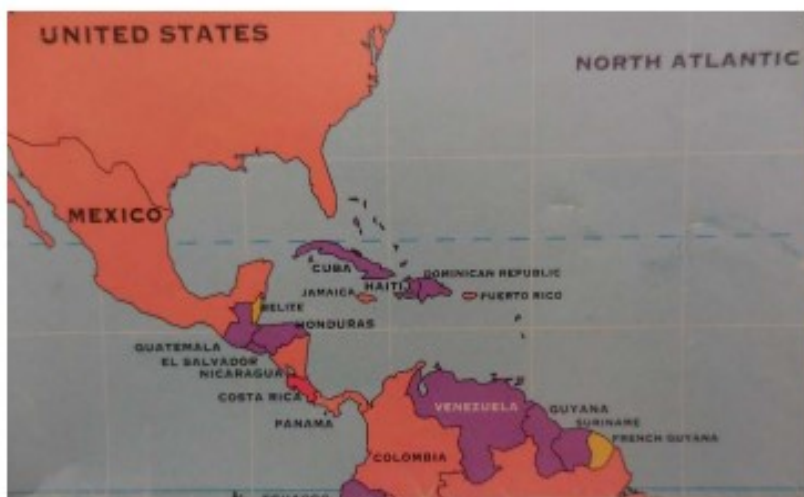 UNITED STATES
NORTH ATLANTIC
MEXICO
CUBA
DOMINICAN REPUBLIC
HAITI
JAMAICA
PUERTO RICO
BELIZE
HONDURAS
GUATEMALA
EL SALVADOR
NICARAGUA
COSTA RICA
VENEZUELA
GUYANA
PANAMA
SURINAME
FRENCH GUYANA
COLOMBIA